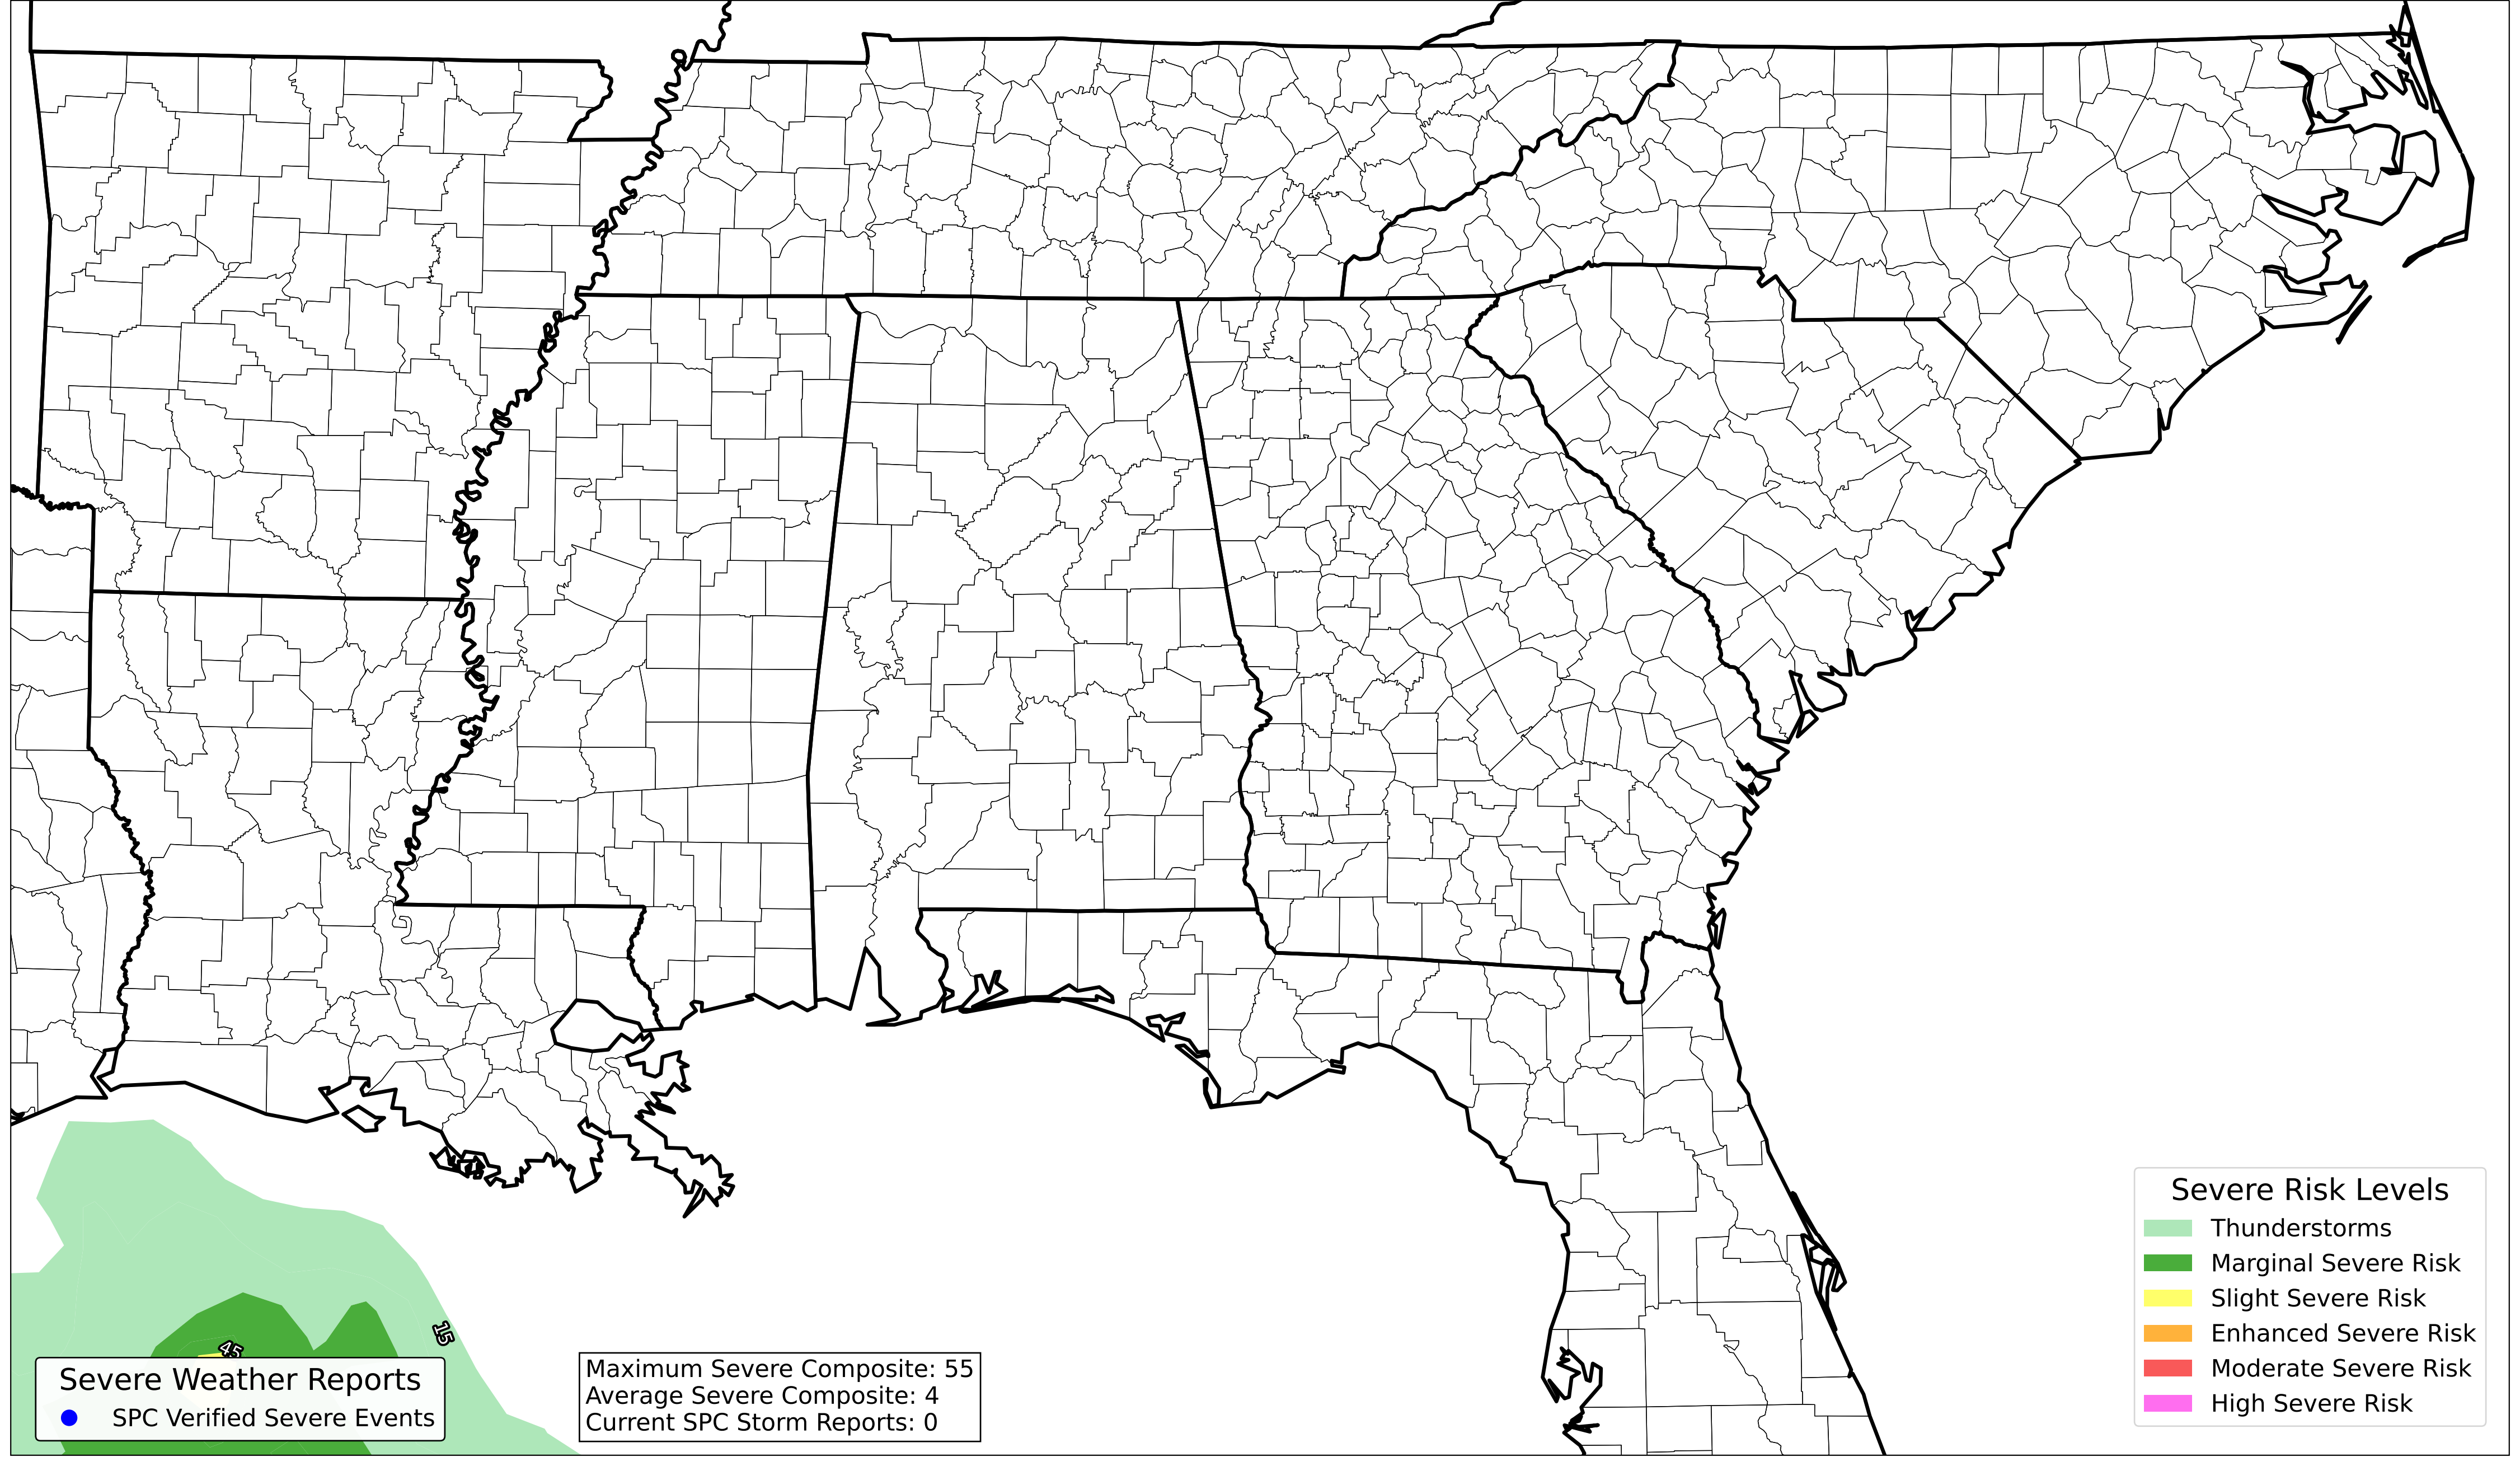 15
45
Severe Weather Reports
SPC Verified Severe Events
Maximum Severe Composite: 55
Average Severe Composite: 4
Current SPC Storm Reports: 0
Severe Risk Levels
Thunderstorms
Marginal Severe Risk
Slight Severe Risk
Enhanced Severe Risk
Moderate Severe Risk
High Severe Risk